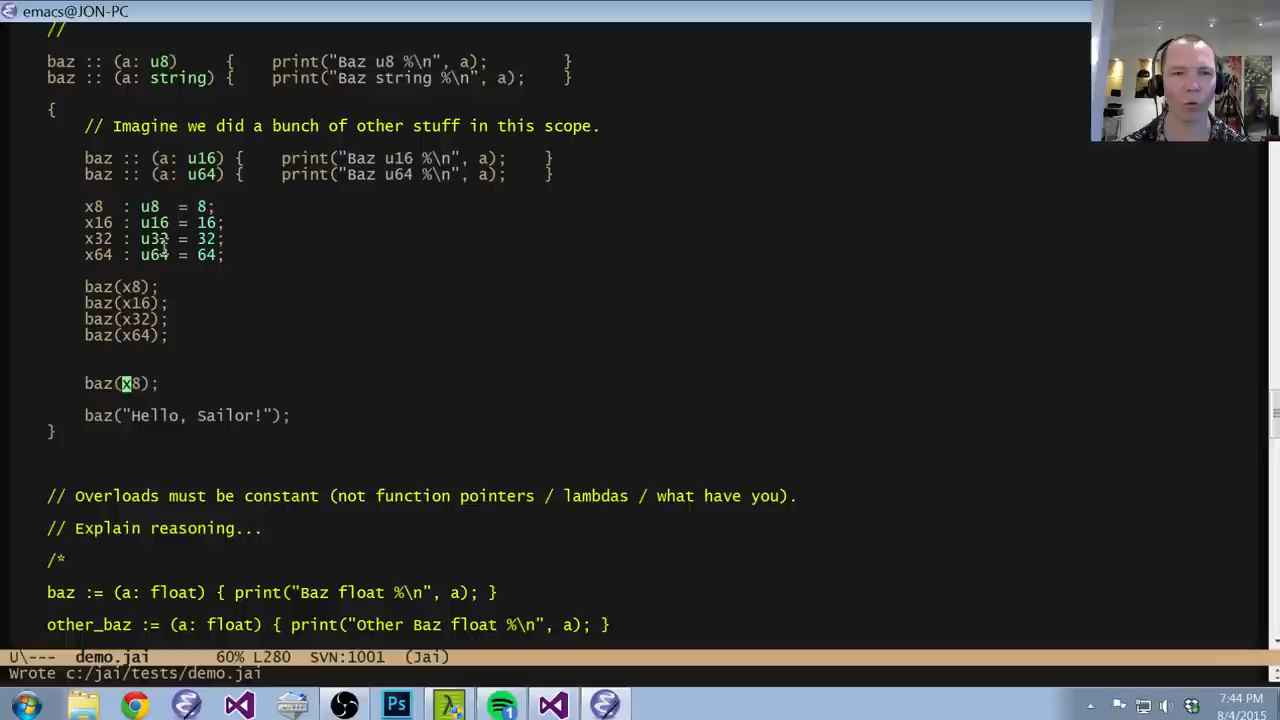 emacs@JON-PC
//
baz :: (a: u8)     {    print("Baz u8 %\n", a);        }
baz :: (a: string) {    print("Baz string %\n", a);    }
{
// Imagine we did a bunch of other stuff in this scope.
baz :: (a: u16) {    print("Baz u16 %\n", a);    }
baz :: (a: u64) {    print("Baz u64 %\n", a);    }
x8  : u8  = 8;
x16 : u16 = 16;
x32 : u32 = 32;
x64 : u64 = 64;
baz(x8);
baz(x16);
baz(x32);
baz(x64);
baz(x8);
baz("Hello, Sailor!");
}
// Overloads must be constant (not function pointers / lambdas / what have you).
// Explain reasoning...
/*
baz := (a: float) { print("Baz float %\n", a); }
other_baz := (a: float) { print("Other Baz float %\n", a); }
U\---  demo.jai       60% L280  SVN:1001  (Jai)
Wrote c:/jai/tests/demo.jai
Ps
λ
1
7:44 PM
8/4/2015